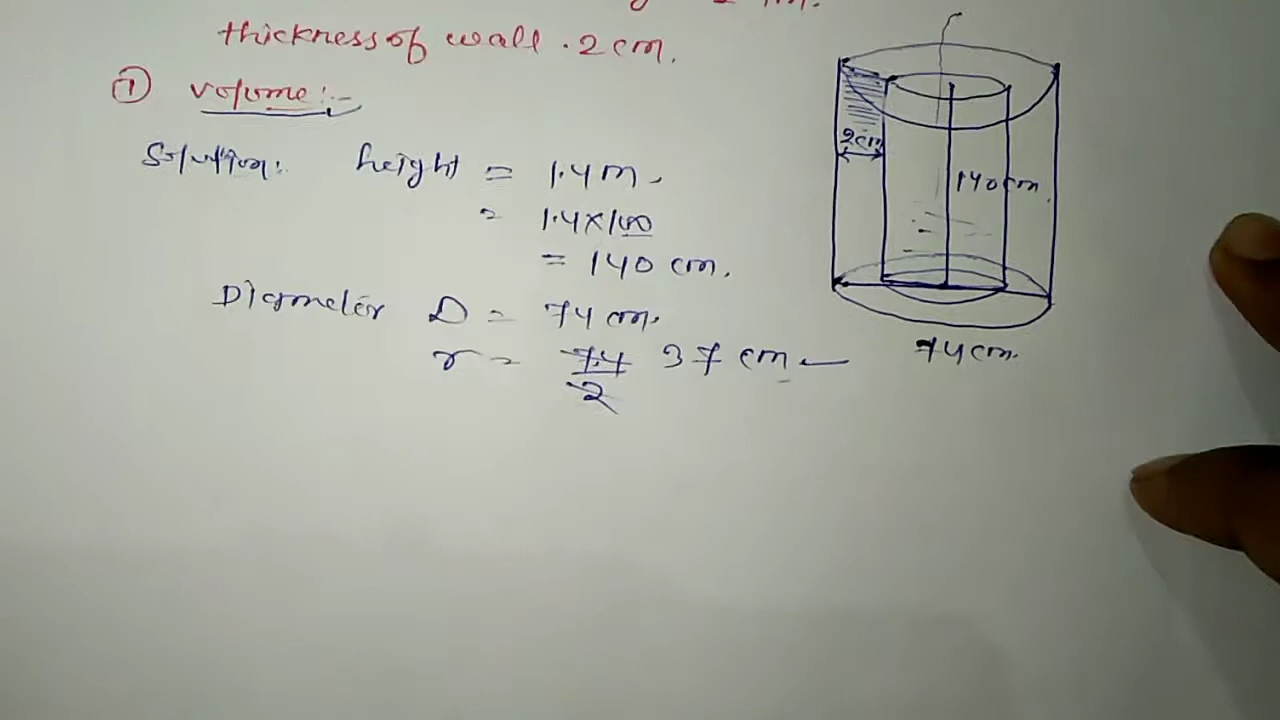 thickness of wall . 2 cm.
① volume :-
Solution: height = 1.4 m.
= 1.4×100
= 140 cm.
Diameter D = 74 cm.
r = 74/2 37 cm
2cm
140 cm.
74 cm.